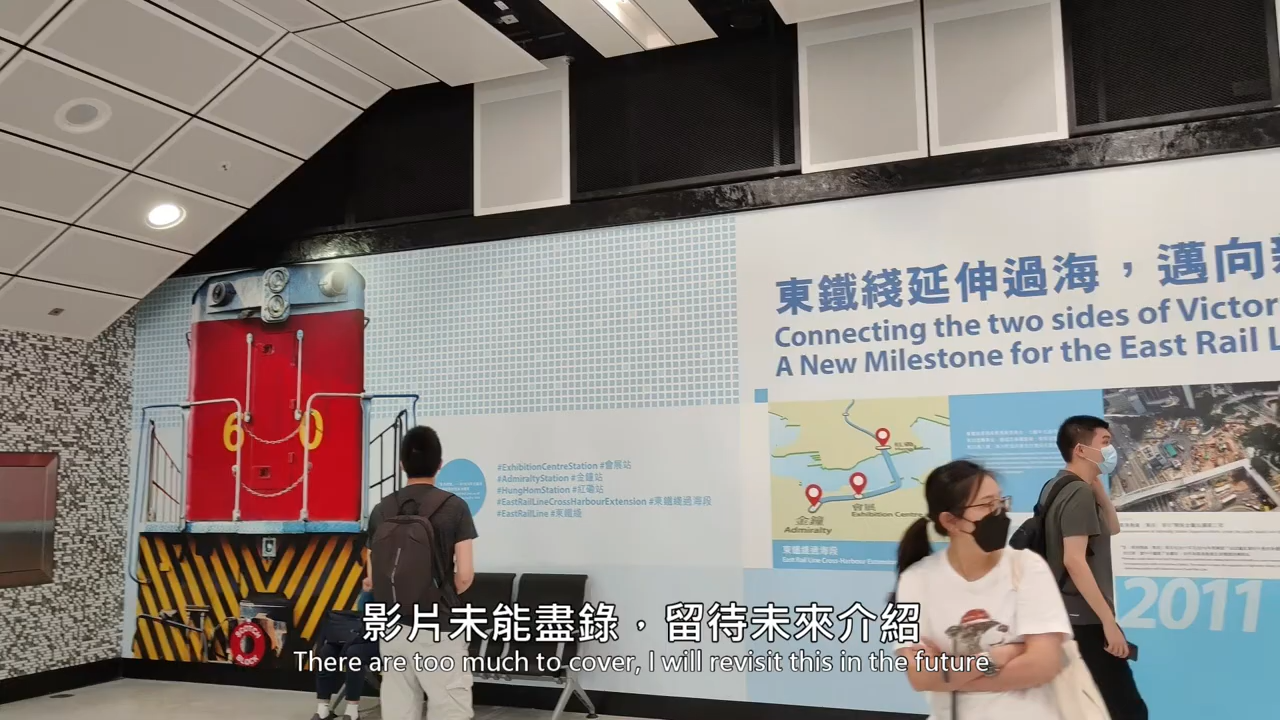 東鐵綫延伸過海，邁向新
Connecting the two sides of Victor
A New Milestone for the East Rail L
60
#ExhibitionCentreStation #會展站
#AdmiraltyStation #金鐘站
#HungHomStation #紅磡站
#EastRailLineCrossHarbourExtension #東鐵綫過海段
#EastRailLine #東鐵綫
紅磡
金鐘
Admiralty
會展
Exhibition Centre
東鐵綫過海段
East Rail Line Cross-Harbour Extension
2011
影片未能盡錄，留待未來介紹
There are too much to cover, I will revisit this in the future